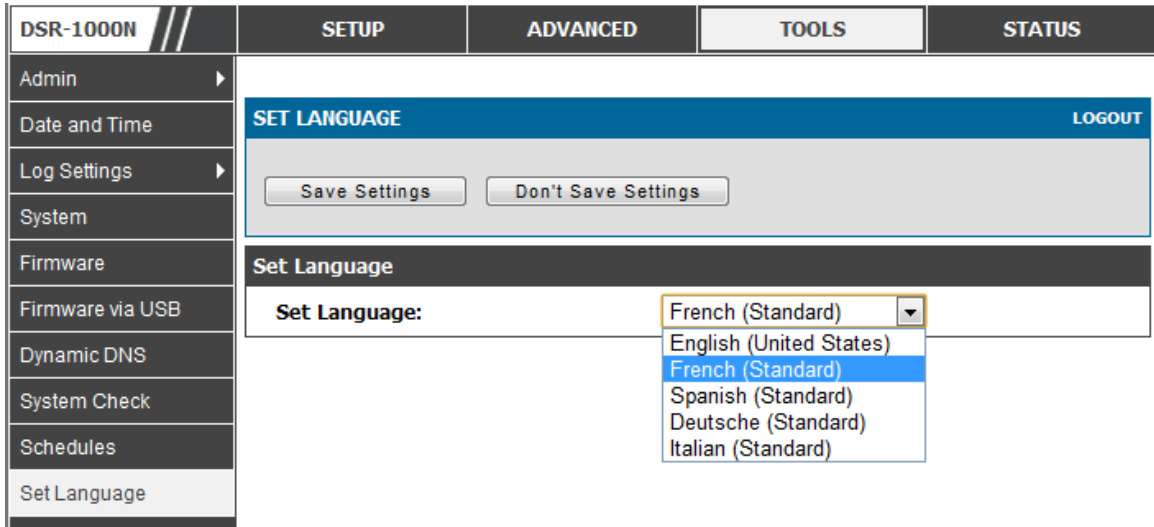 DSR-1000N
SETUP
ADVANCED
TOOLS
STATUS
Admin
Date and Time
Log Settings
System
Firmware
Firmware via USB
Dynamic DNS
System Check
Schedules
Set Language
SET LANGUAGE
LOGOUT
Save Settings
Don't Save Settings
Set Language
Set Language:
French (Standard)
English (United States)
French (Standard)
Spanish (Standard)
Deutsche (Standard)
Italian (Standard)